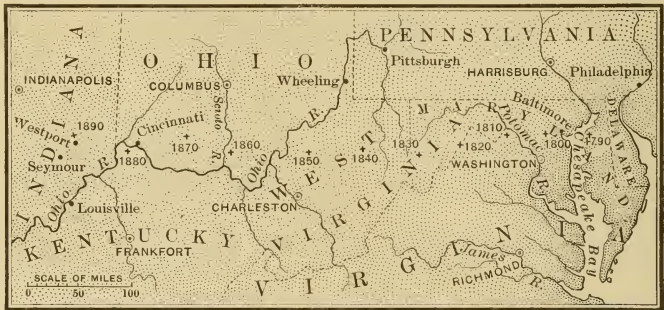 PENNSYLVANIA
OHIO
INDIANA
INDIANAPOLIS
COLUMBUS
Wheeling
Pittsburgh
HARRISBURG
Philadelphia
Westport
1890
Seymour
Cincinnati
1880
1870
Scioto R.
1860
Ohio R.
1850
1840
1830
MARYLAND
1810
1820
Potomac R.
Baltimore
1800
1790
DELAWARE
WASHINGTON
Chesapeake Bay
WEST VIRGINIA
CHARLESTON
Ohio R.
Louisville
KENTUCKY
FRANKFORT
VIRGINIA
James R.
RICHMOND
SCALE OF MILES
0 50 100